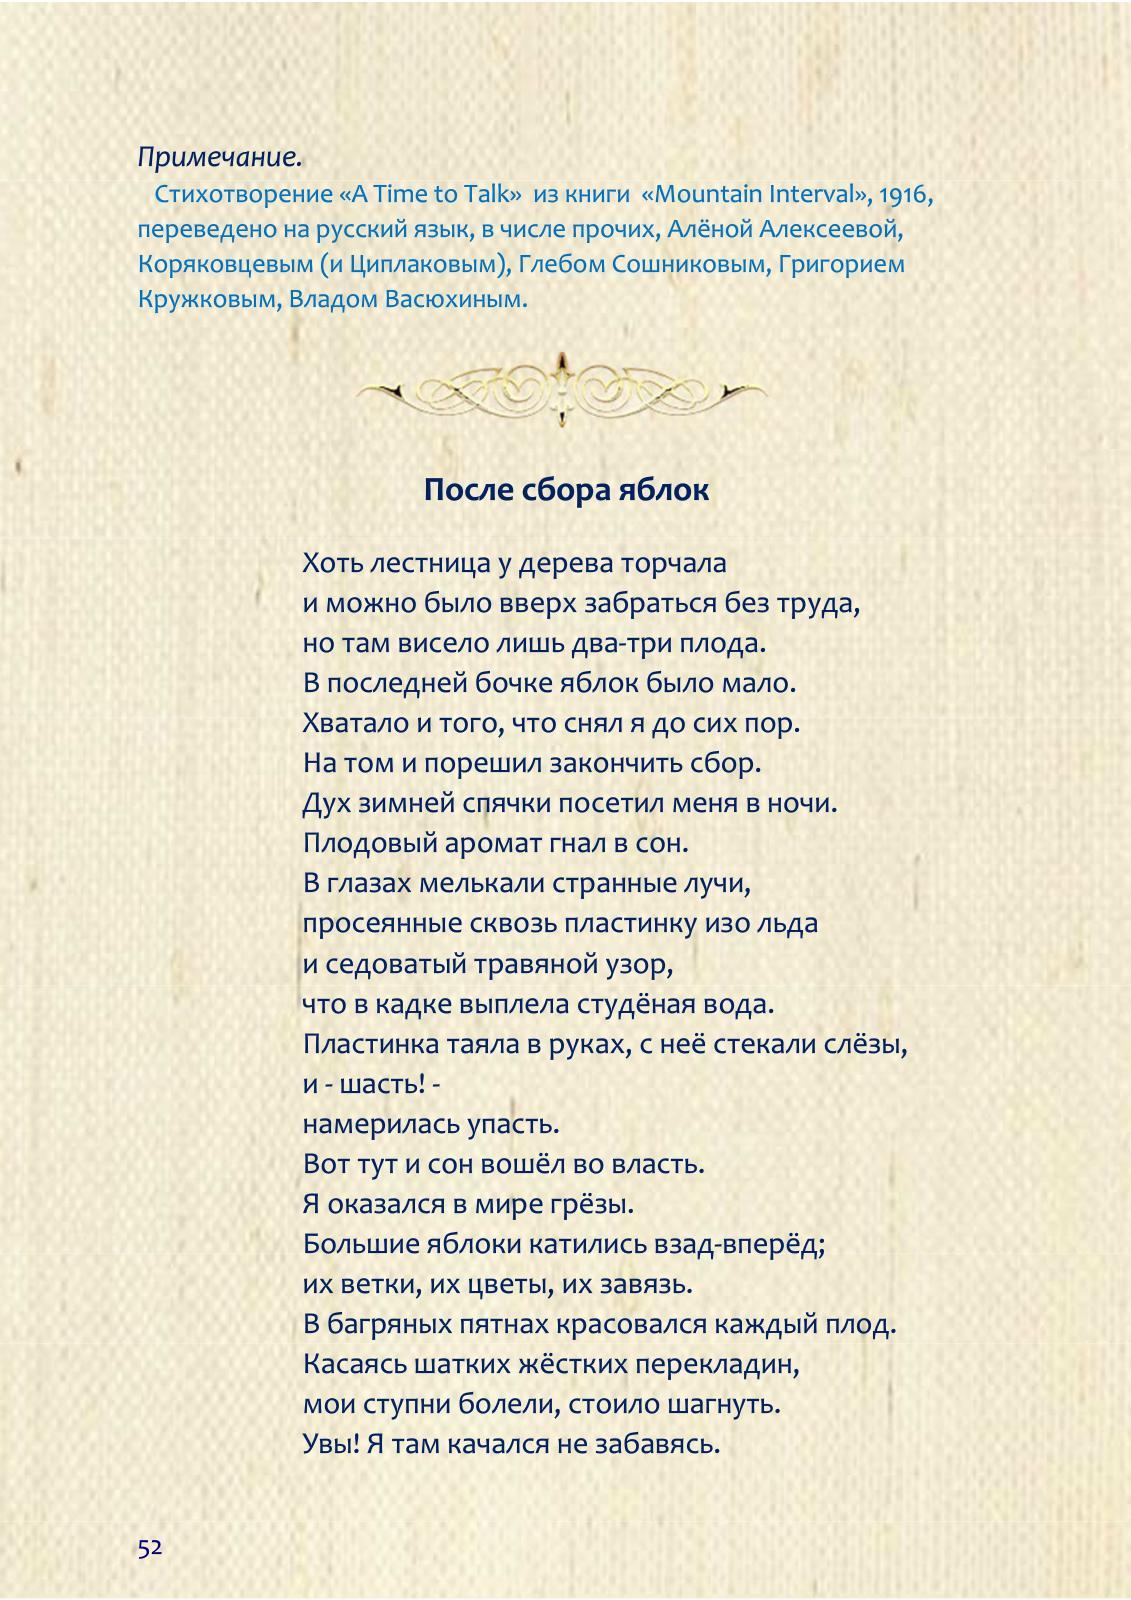 Примечание.
Стихотворение «A Time to Talk» из книги «Mountain Interval», 1916,
переведено на русский язык, в числе прочих, Алёной Алексеевой,
Коряковцевым (и Циплаковым), Глебом Сошниковым, Григорием
Кружковым, Владом Васюхиным.
После сбора яблок
Хоть лестница у дерева торчала
и можно было вверх забраться без труда,
но там висело лишь два-три плода.
В последней бочке яблок было мало.
Хватало и того, что снял я до сих пор.
На том и порешил закончить сбор.
Дух зимней спячки посетил меня в ночи.
Плодовый аромат гнал в сон.
В глазах мелькали странные лучи,
просеянные сквозь пластинку изо льда
и седоватый травяной узор,
что в кадке выплела студёная вода.
Пластинка таяла в руках, с неё стекали слёзы,
и - шасть! -
намерилась упасть.
Вот тут и сон вошёл во власть.
Я оказался в мире грёзы.
Большие яблоки катились взад-вперёд;
их ветки, их цветы, их завязь.
В багряных пятнах красовался каждый плод.
Касаясь шатких жёстких перекладин,
мои ступни болели, стоило шагнуть.
Увы! Я там качался не забавясь.
52